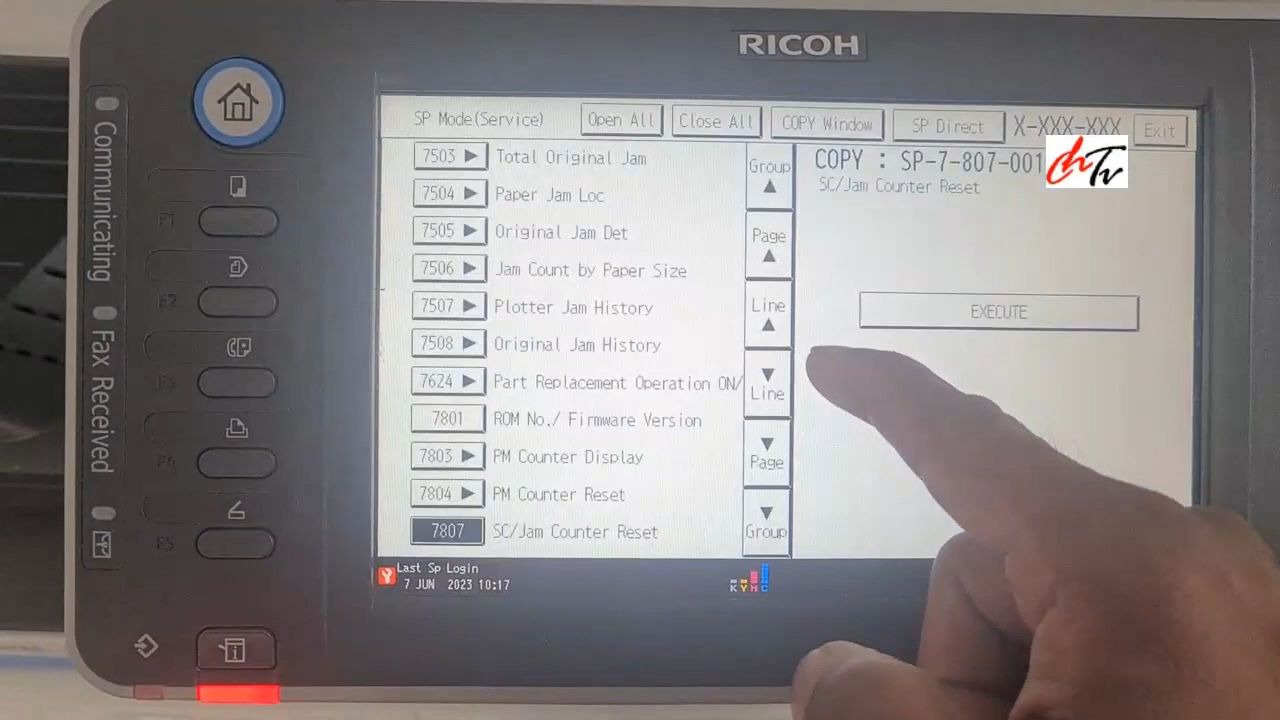 RICOH
SP Mode(Service)
Open All
Close All
COPY Window
SP Direct
X-XXX-XXX
Exit
7503 ▶ Total Original Jam
7504 ▶ Paper Jam Loc
7505 ▶ Original Jam Det
7506 ▶ Jam Count by Paper Size
7507 ▶ Plotter Jam History
7508 ▶ Original Jam History
7624 ▶ Part Replacement Operation ON/
7801 ROM No./ Firmware Version
7803 ▶ PM Counter Display
7804 ▶ PM Counter Reset
7807 SC/Jam Counter Reset
Group
▲
Page
▲
Line
▲
▼
Line
▼
Page
▼
Group
COPY : SP-7-807-001
SC/Jam Counter Reset
EXECUTE
chTv
Last Sp Login
7 JUN 2023 10:17
K Y M C
Communicating
Fax Received
F1
F2
F3
F4
F5